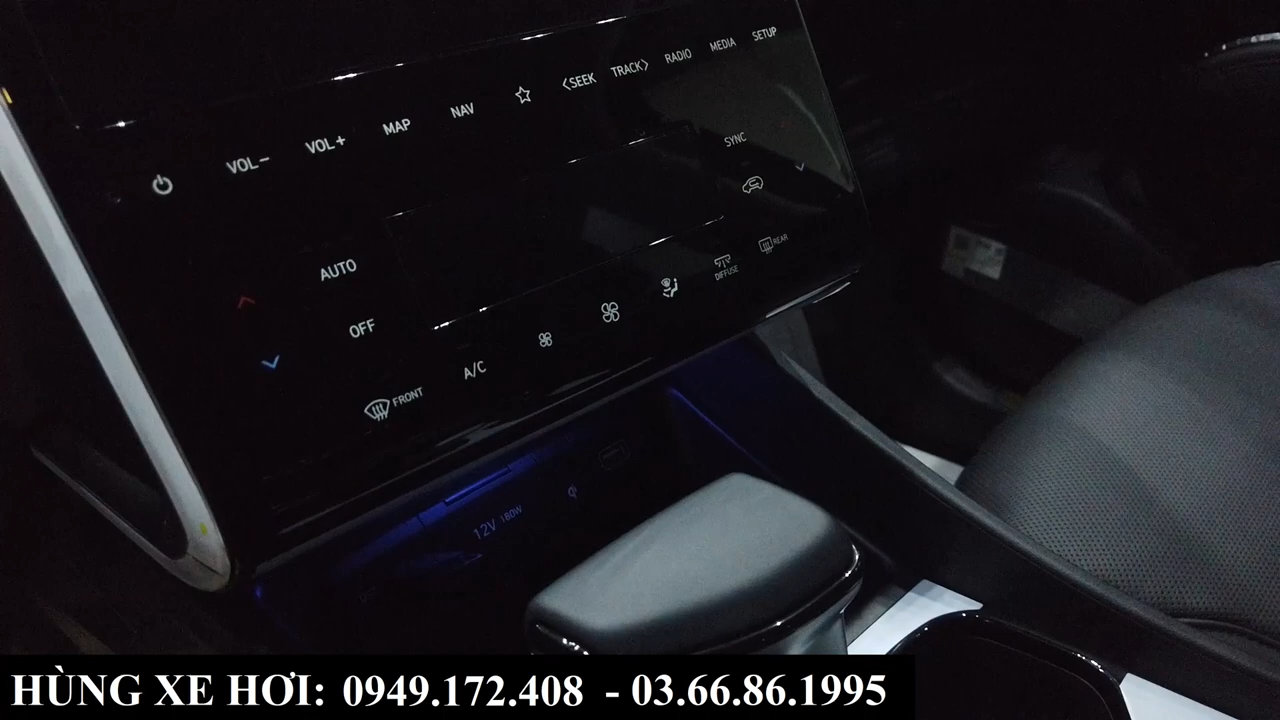 VOL− VOL+ MAP NAV ☆ <SEEK TRACK> RADIO MEDIA SETUP
SYNC
AUTO
OFF
REAR
DIFFUSE
A/C
FRONT
12V 180W
HÙNG XE HƠI: 0949.172.408 - 03.66.86.1995